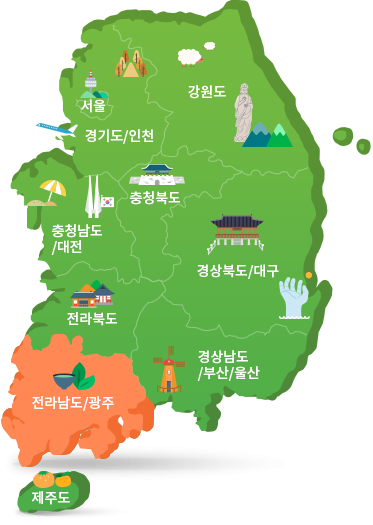 서울
강원도
경기도/인천
충청북도
충청남도
/대전
경상북도/대구
전라북도
경상남도
/부산/울산
전라남도/광주
제주도